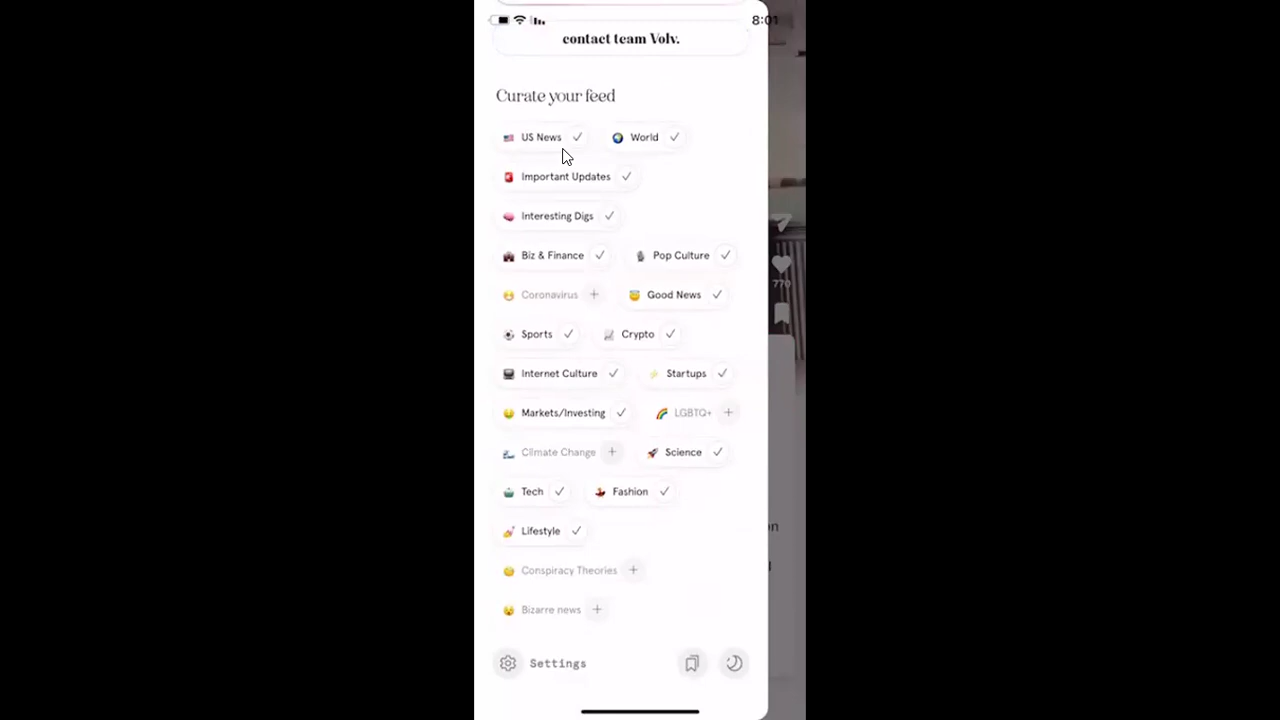 8:01
contact team Volv.
Curate your feed
US News World
Important Updates
Interesting Digs
Biz & Finance Pop Culture
770
Coronavirus Good News
Sports Crypto
Internet Culture Startups
Markets/Investing LGBTQ+
Climate Change Science
Tech Fashion
en
Lifestyle
Conspiracy Theories
Bizarre news
Settings